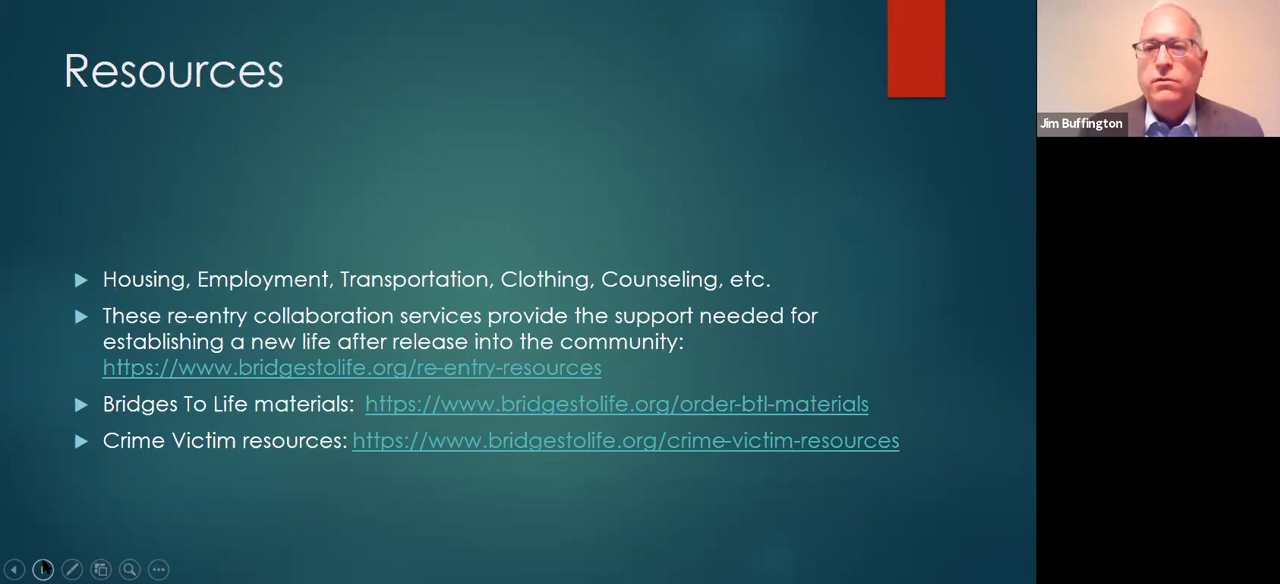 Resources
Housing, Employment, Transportation, Clothing, Counseling, etc.
These re-entry collaboration services provide the support needed for
establishing a new life after release into the community:
https://www.bridgestolife.org/re-entry-resources
Bridges To Life materials: https://www.bridgestolife.org/order-btl-materials
Crime Victim resources: https://www.bridgestolife.org/crime-victim-resources
Jim Buffington